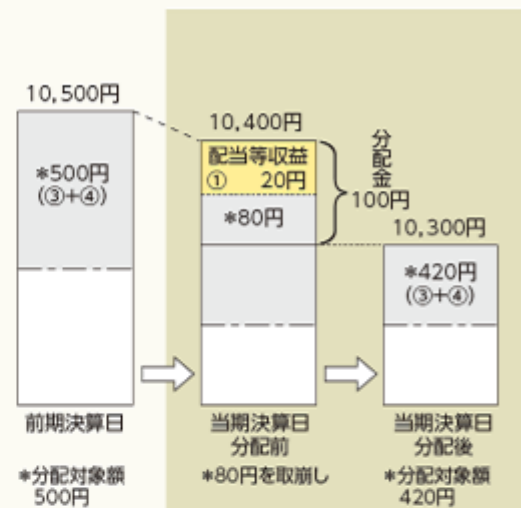 10,500円
*500円
(③+④)
前期決算日
*分配対象額
500円
10,400円
配当等収益
① 20円
*80円
分配金
100円
当期決算日
分配前
*80円を取崩し
10,300円
*420円
(③+④)
当期決算日
分配後
*分配対象額
420円